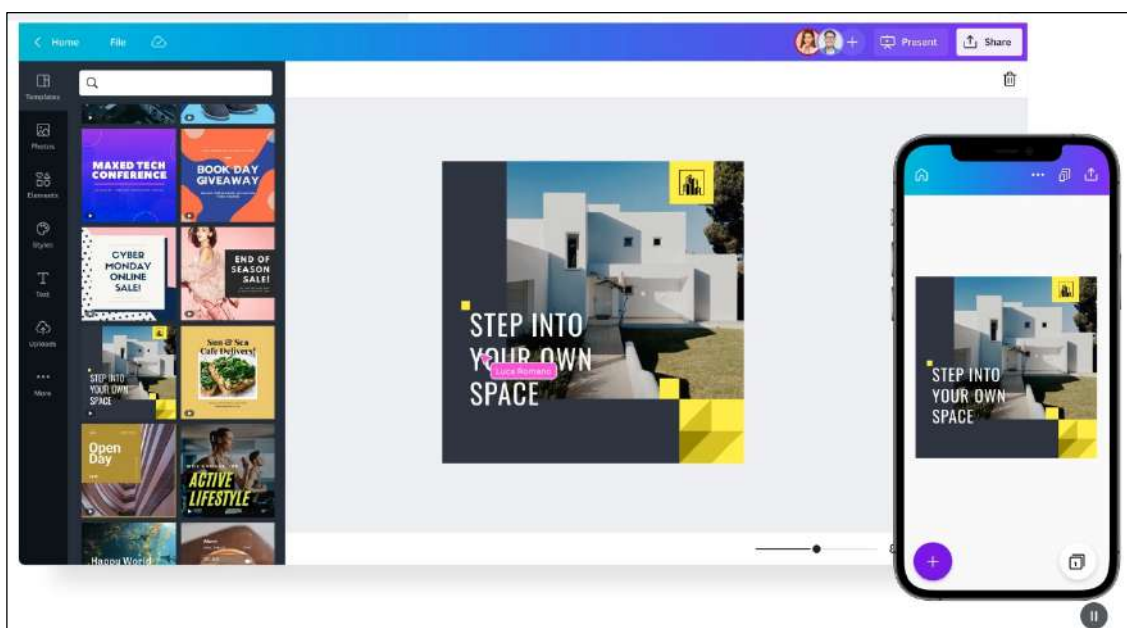 Home File Present Share
Templates
Photos
Elements
Styles
Text
Uploads
More
MAXED TECH
CONFERENCE
BOOK DAY
GIVEAWAY
CYBER
MONDAY
ONLINE
SALE!
END OF
SEASON
SALE!
STEP INTO
YOUR OWN
SPACE
Sun & Sea
Cafe Delivery!
Open
Day
ACTIVE
LIFESTYLE
Happy World
STEP INTO
YOUR OWN
Luca Romano
SPACE
STEP INTO
YOUR OWN
SPACE
1